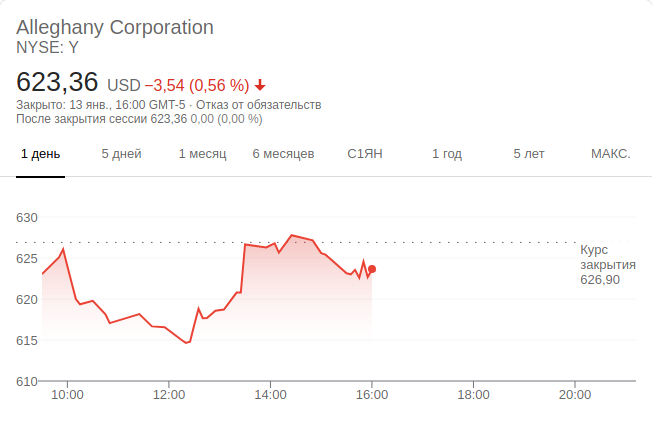 Alleghany Corporation
NYSE: Y
623,36 USD −3,54 (0,56 %)
Закрыто: 13 янв., 16:00 GMT-5 · Отказ от обязательств
После закрытия сессии 623,36 0,00 (0,00 %)
1 день 5 дней 1 месяц 6 месяцев С1ЯН 1 год 5 лет МАКС.
630
625
620
615
610
Курс
закрытия
626,90
10:00 12:00 14:00 16:00 18:00 20:00